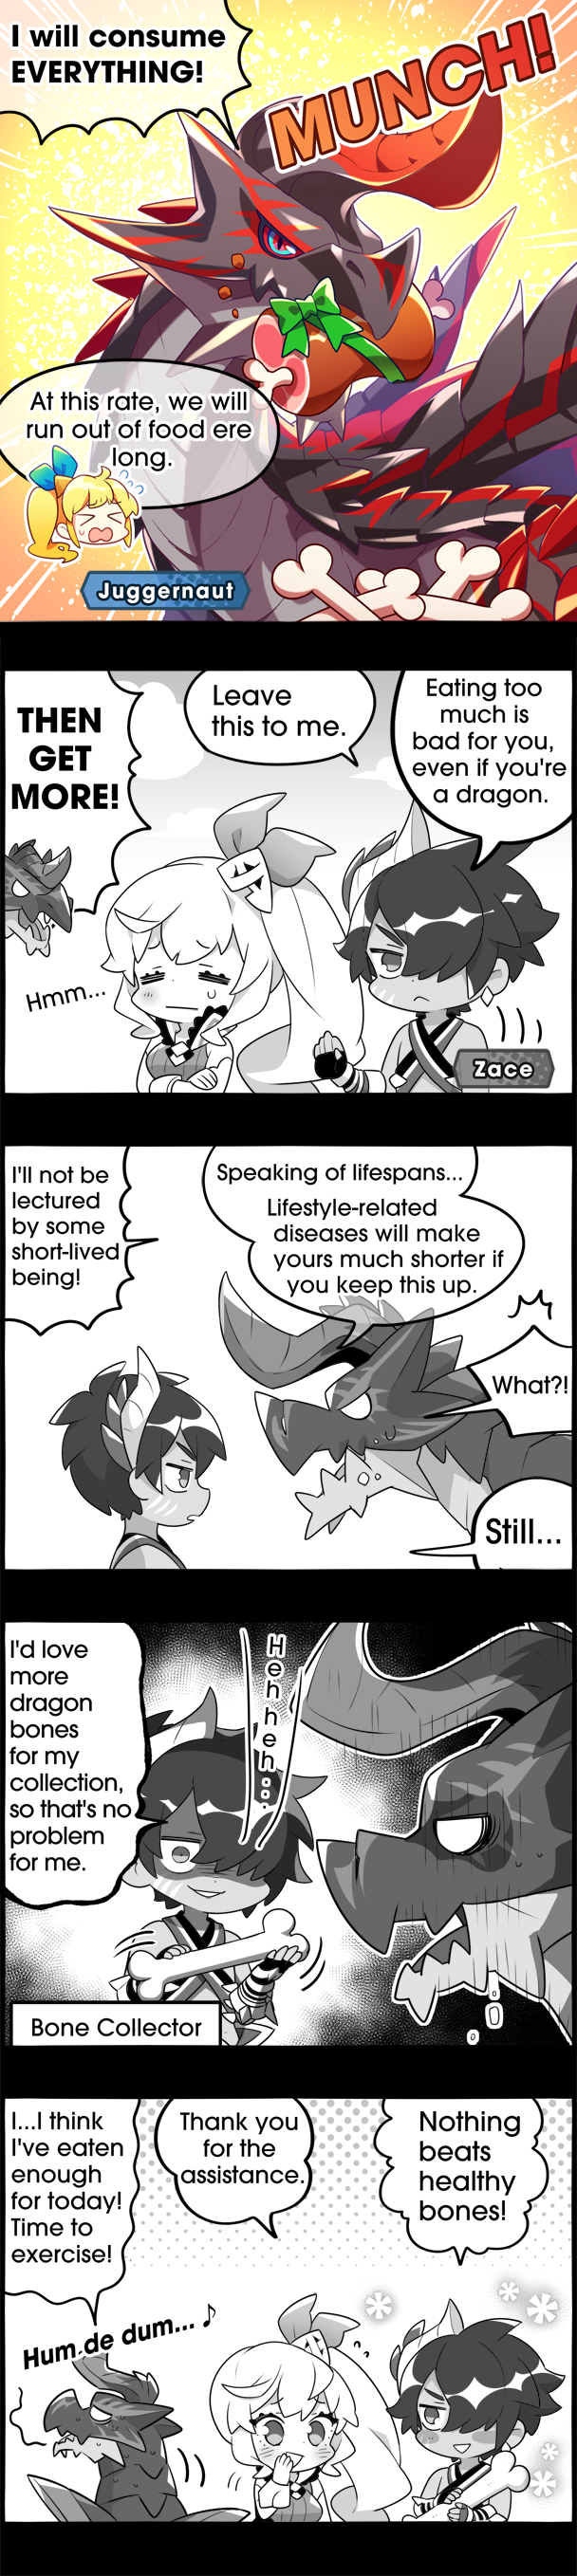 I will consume
EVERYTHING!
MUNCH!
At this rate, we will
run out of food ere
long.
Juggernaut
THEN
GET
MORE!
Leave
this to me.
Eating too
much is
bad for you,
even if you're
a dragon.
Hmm...
Zace
I'll not be
lectured
by some
short-lived
being!
Speaking of lifespans...
Lifestyle-related
diseases will make
yours much shorter if
you keep this up.
What?!
Still...
I'd love
more
dragon
bones
for my
collection,
so that's no
problem
for me.
Hehheh...
Bone Collector
I...I think
I've eaten
enough
for today!
Time to
exercise!
Thank you
for the
assistance.
Nothing
beats
healthy
bones!
Hum de dum... ♪